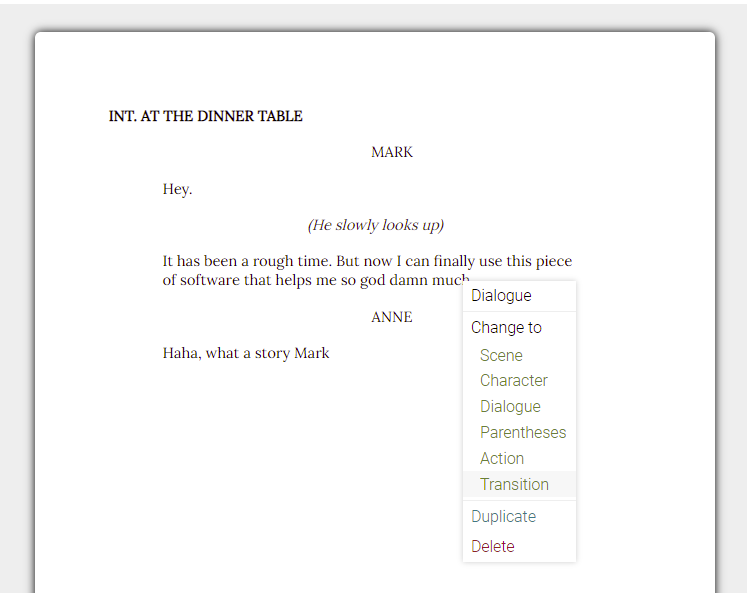 INT. AT THE DINNER TABLE
MARK
Hey.
(He slowly looks up)
It has been a rough time. But now I can finally use this piece
of software that helps me so god damn much
ANNE
Haha, what a story Mark
Dialogue
Change to
Scene
Character
Dialogue
Parentheses
Action
Transition
Duplicate
Delete